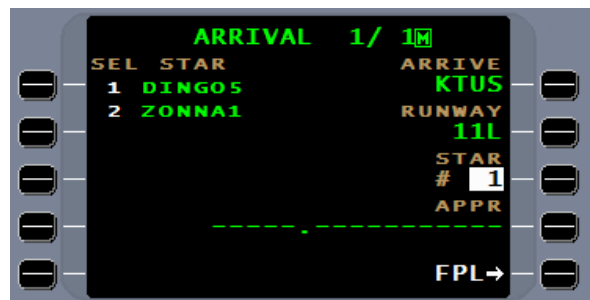 ARRIVAL 1/ 1M
SEL STAR ARRIVE
1 DINGO5 KTUS
2 ZONNA1 RUNWAY
11L
STAR
# 1
APPR
-----.-----------
FPL→